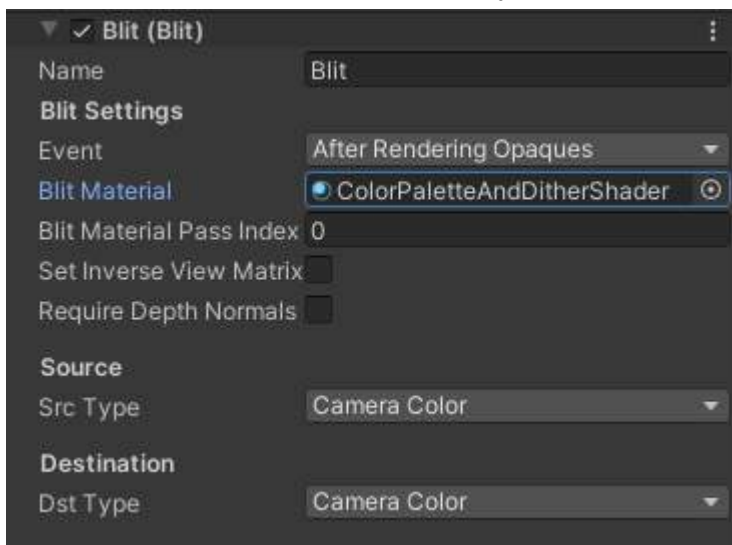 Blit (Blit)
Name Blit
Blit Settings
Event After Rendering Opaques
Blit Material ColorPaletteAndDitherShader
Blit Material Pass Index 0
Set Inverse View Matrix
Require Depth Normals
Source
Src Type Camera Color
Destination
Dst Type Camera Color